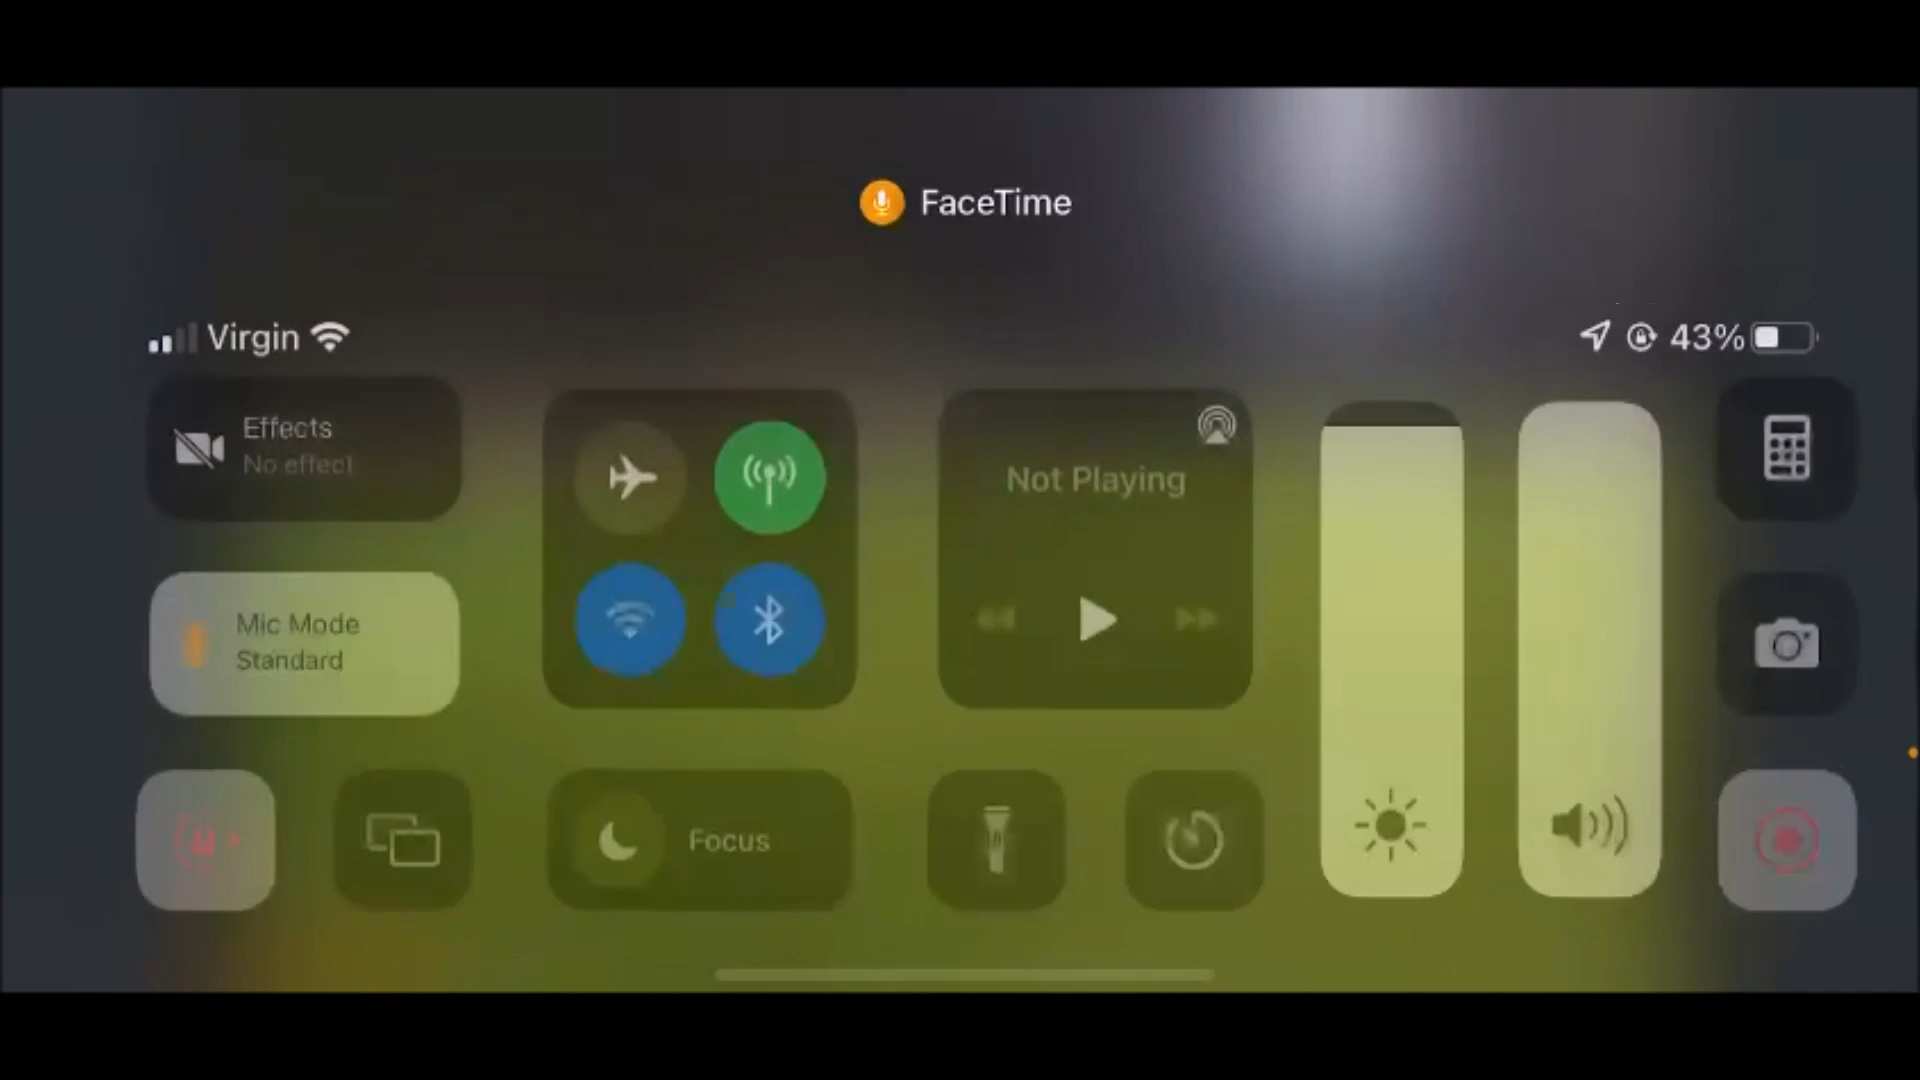 FaceTime
Virgin
43%
Effects
No effect
Not Playing
Mic Mode
Standard
Focus